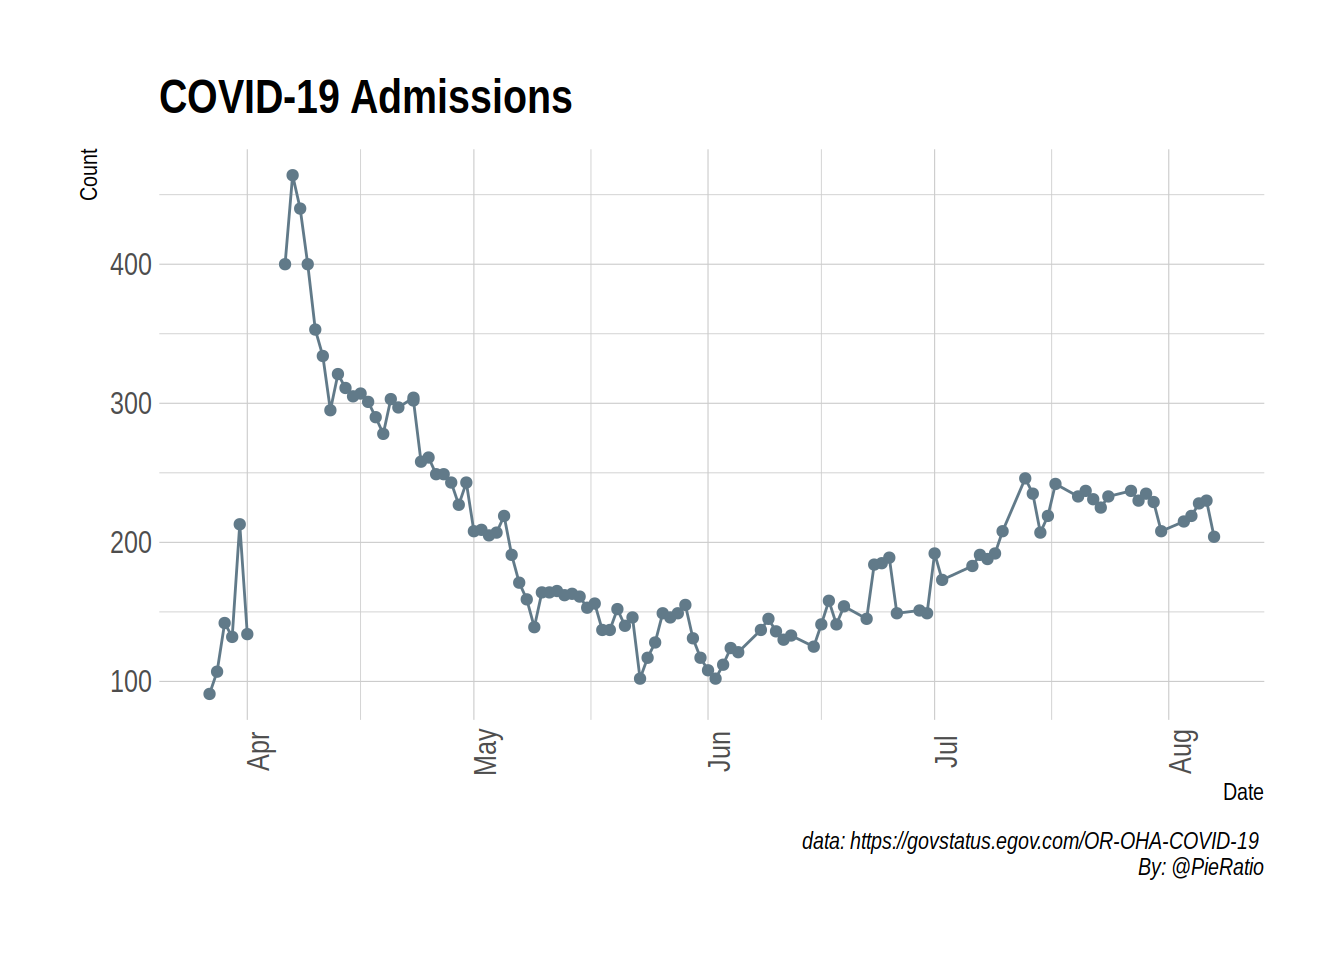 COVID-19 Admissions
Count
400
300
200
100
Apr
May
Jun
Jul
Aug
Date
data: https://govstatus.egov.com/OR-OHA-COVID-19
By: @PieRatio